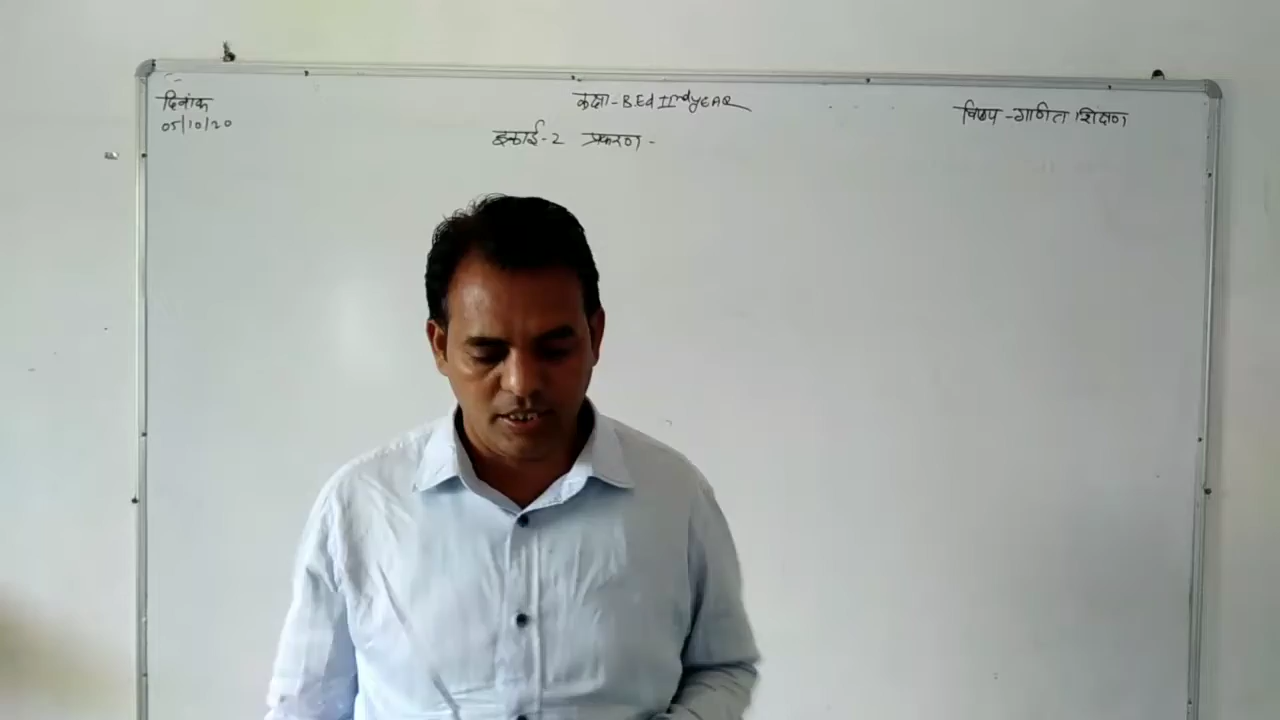 दिनांक
05/10/20
कक्षा - B.Ed IInd yEAR
विषय - गणित शिक्षण
इकाई - 2 प्रकरण -